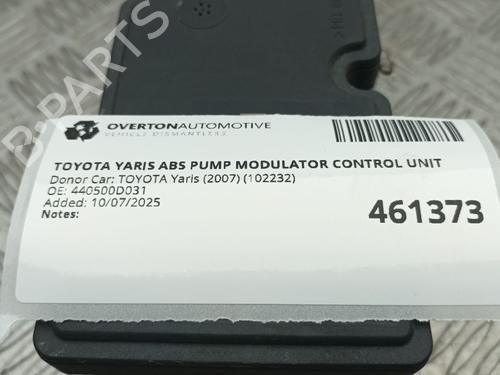 B-PARTS
OVERTONAUTOMOTIVE
VEHICLE DISMANTLERS
TOYOTA YARIS ABS PUMP MODULATOR CONTROL UNIT
Donor Car: TOYOTA Yaris (2007) (102232)
OE: 440500D031
Added: 10/07/2025
Notes:
461373